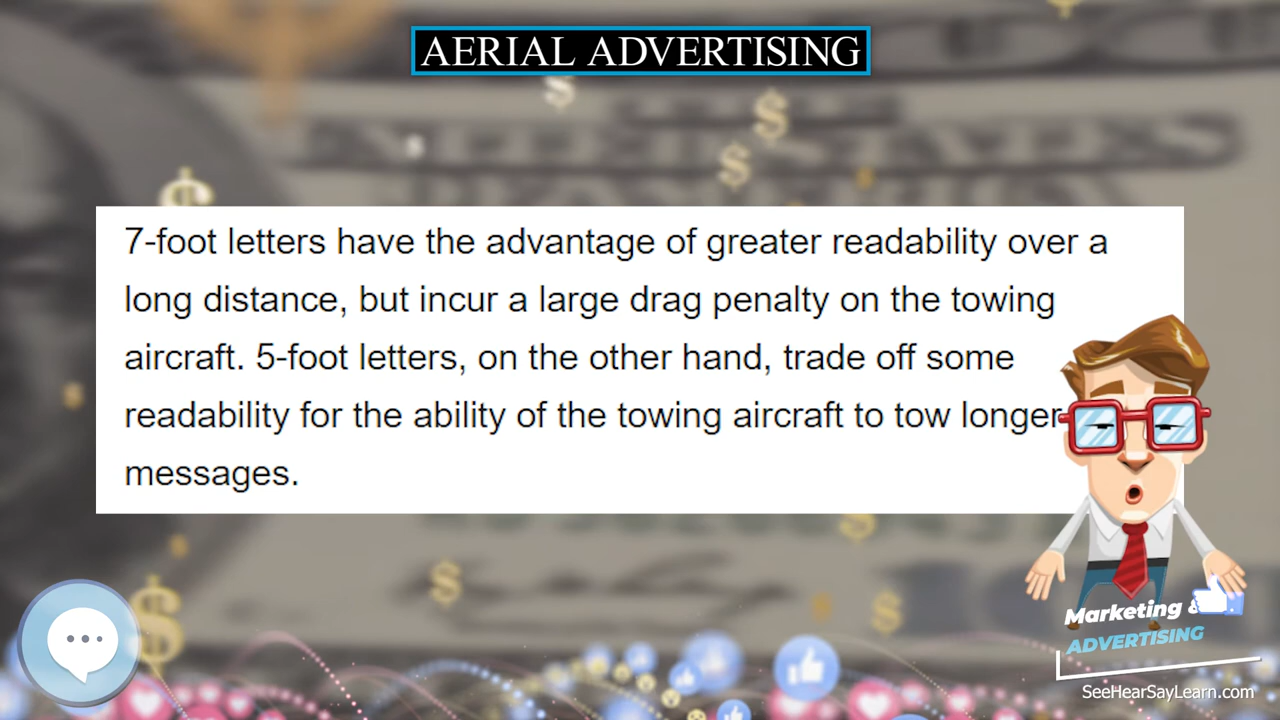 AERIAL ADVERTISING
7-foot letters have the advantage of greater readability over a
long distance, but incur a large drag penalty on the towing
aircraft. 5-foot letters, on the other hand, trade off some
readability for the ability of the towing aircraft to tow longer
messages.
Marketing &
ADVERTISING
SeeHearSayLearn.com